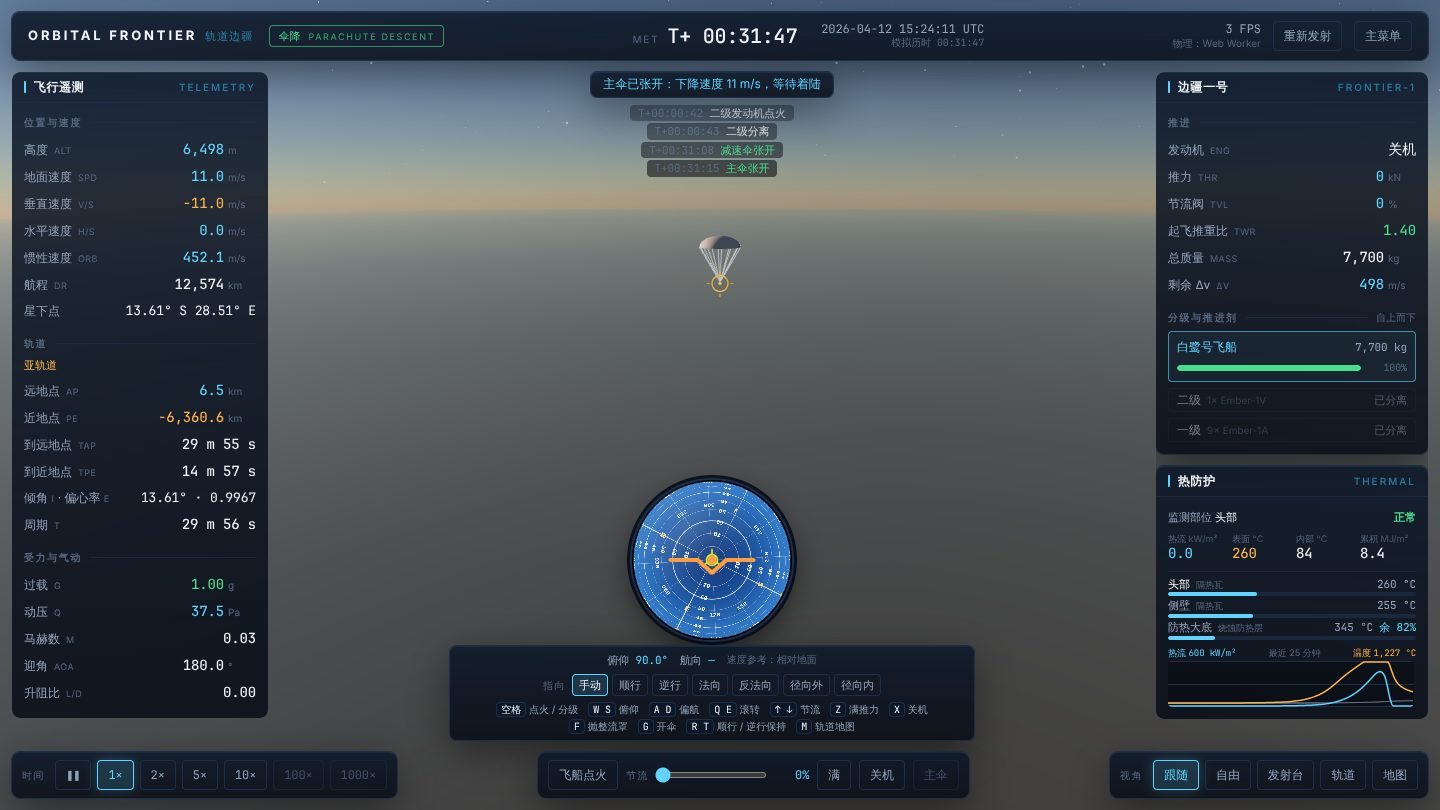 ORBITAL FRONTIER 轨道边疆 伞降 PARACHUTE DESCENT MET T+ 00:31:47 2026-04-12 15:24:11 UTC 3 FPS 重新发射 主菜单
模拟历时 00:31:47 物理：Web Worker
飞行遥测 TELEMETRY
位置与速度
高度 ALT 6,498 m
地面速度 SPD 11.0 m/s
垂直速度 V/S -11.0 m/s
水平速度 H/S 0.0 m/s
惯性速度 ORB 452.1 m/s
航程 DR 12,574 km
星下点 13.61° S 28.51° E
轨道
亚轨道
远地点 AP 6.5 km
近地点 PE -6,360.6 km
到远地点 TAP 29 m 55 s
到近地点 TPE 14 m 57 s
倾角 I · 偏心率 E 13.61° · 0.9967
周期 T 29 m 56 s
受力与气动
过载 G 1.00 g
动压 Q 37.5 Pa
马赫数 M 0.03
迎角 AOA 180.0 °
升阻比 L/D 0.00
主伞已张开：下降速度 11 m/s，等待着陆
T+00:00:42 二级发动机点火
T+00:00:43 二级分离
T+00:31:08 减速伞张开
T+00:31:15 主伞张开
俯仰 90.0° 航向 — 速度参考：相对地面
指向 手动 顺行 逆行 法向 反法向 径向外 径向内
空格 点火 / 分级 W S 俯仰 A D 偏航 Q E 滚转 ↑ ↓ 节流 Z 满推力 X 关机
F 抛整流罩 G 开伞 R T 顺行 / 逆行保持 M 轨道地图
边疆一号 FRONTIER-1
推进
发动机 ENG 关机
推力 THR 0 kN
节流阀 TVL 0 %
起飞推重比 TWR 1.40
总质量 MASS 7,700 kg
剩余 Δv ΔV 498 m/s
分级与推进剂 自上而下
白鹭号飞船 7,700 kg
100%
二级 1× Ember-1V 已分离
一级 9× Ember-1A 已分离
热防护 THERMAL
监测部位 头部 正常
热流 kW/m² 表面 °C 内部 °C 累积 MJ/m²
0.0 260 84 8.4
头部 隔热瓦 260 °C
侧壁 隔热瓦 255 °C
防热大底 烧蚀防热层 345 °C 余 82%
热流 600 kW/m² 最近 25 分钟 温度 1,227 °C
时间 1× 2× 5× 10× 100× 1000×
飞船点火 节流 0% 满 关机 主伞
视角 跟随 自由 发射台 轨道 地图